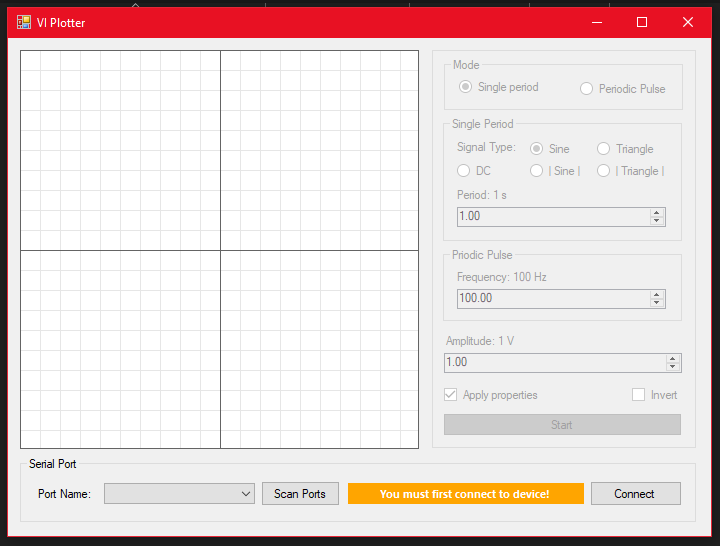 VI Plotter
Mode
Single period
Periodic Pulse
Single Period
Signal Type:
Sine
Triangle
DC
| Sine |
| Triangle |
Period: 1 s
1.00
Priodic Pulse
Frequency: 100 Hz
100.00
Amplitude: 1 V
1.00
Apply properties
Invert
Start
Serial Port
Port Name:
Scan Ports
You must first connect to device!
Connect